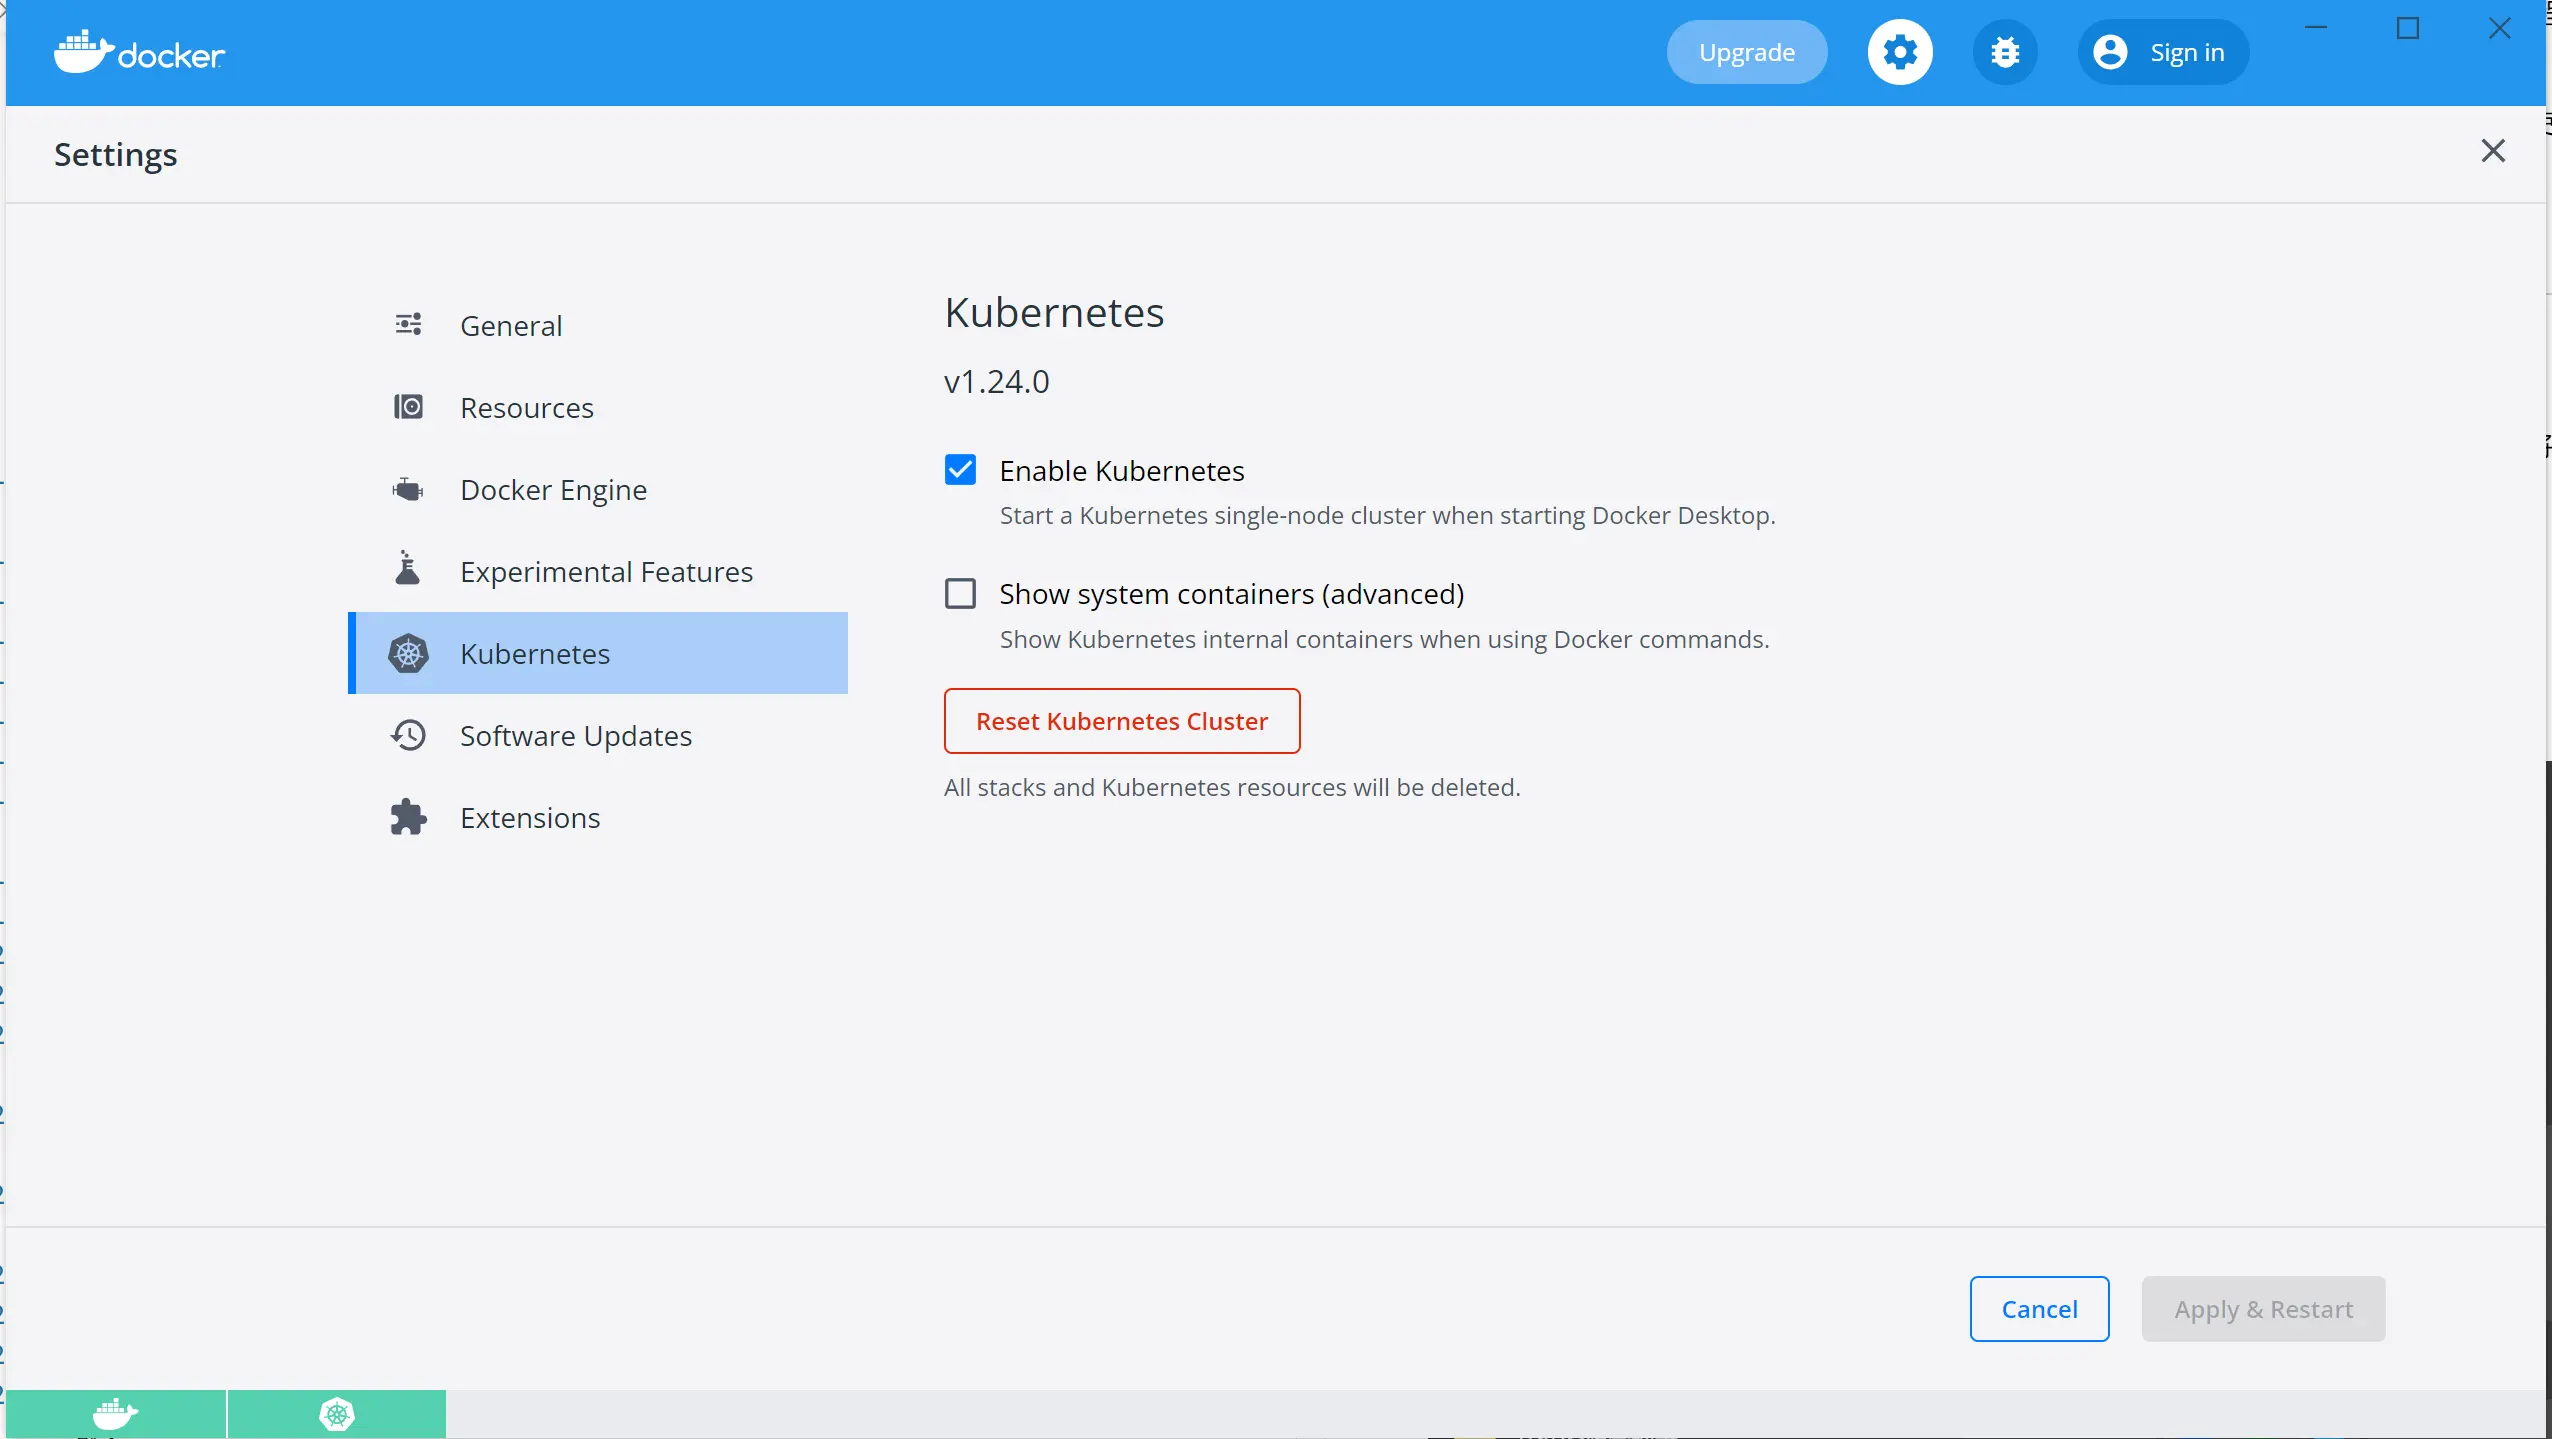 docker
Upgrade
Sign in
Settings
General
Resources
Docker Engine
Experimental Features
Kubernetes
Software Updates
Extensions
Kubernetes
v1.24.0
Enable Kubernetes
Start a Kubernetes single-node cluster when starting Docker Desktop.
Show system containers (advanced)
Show Kubernetes internal containers when using Docker commands.
Reset Kubernetes Cluster
All stacks and Kubernetes resources will be deleted.
Cancel
Apply & Restart